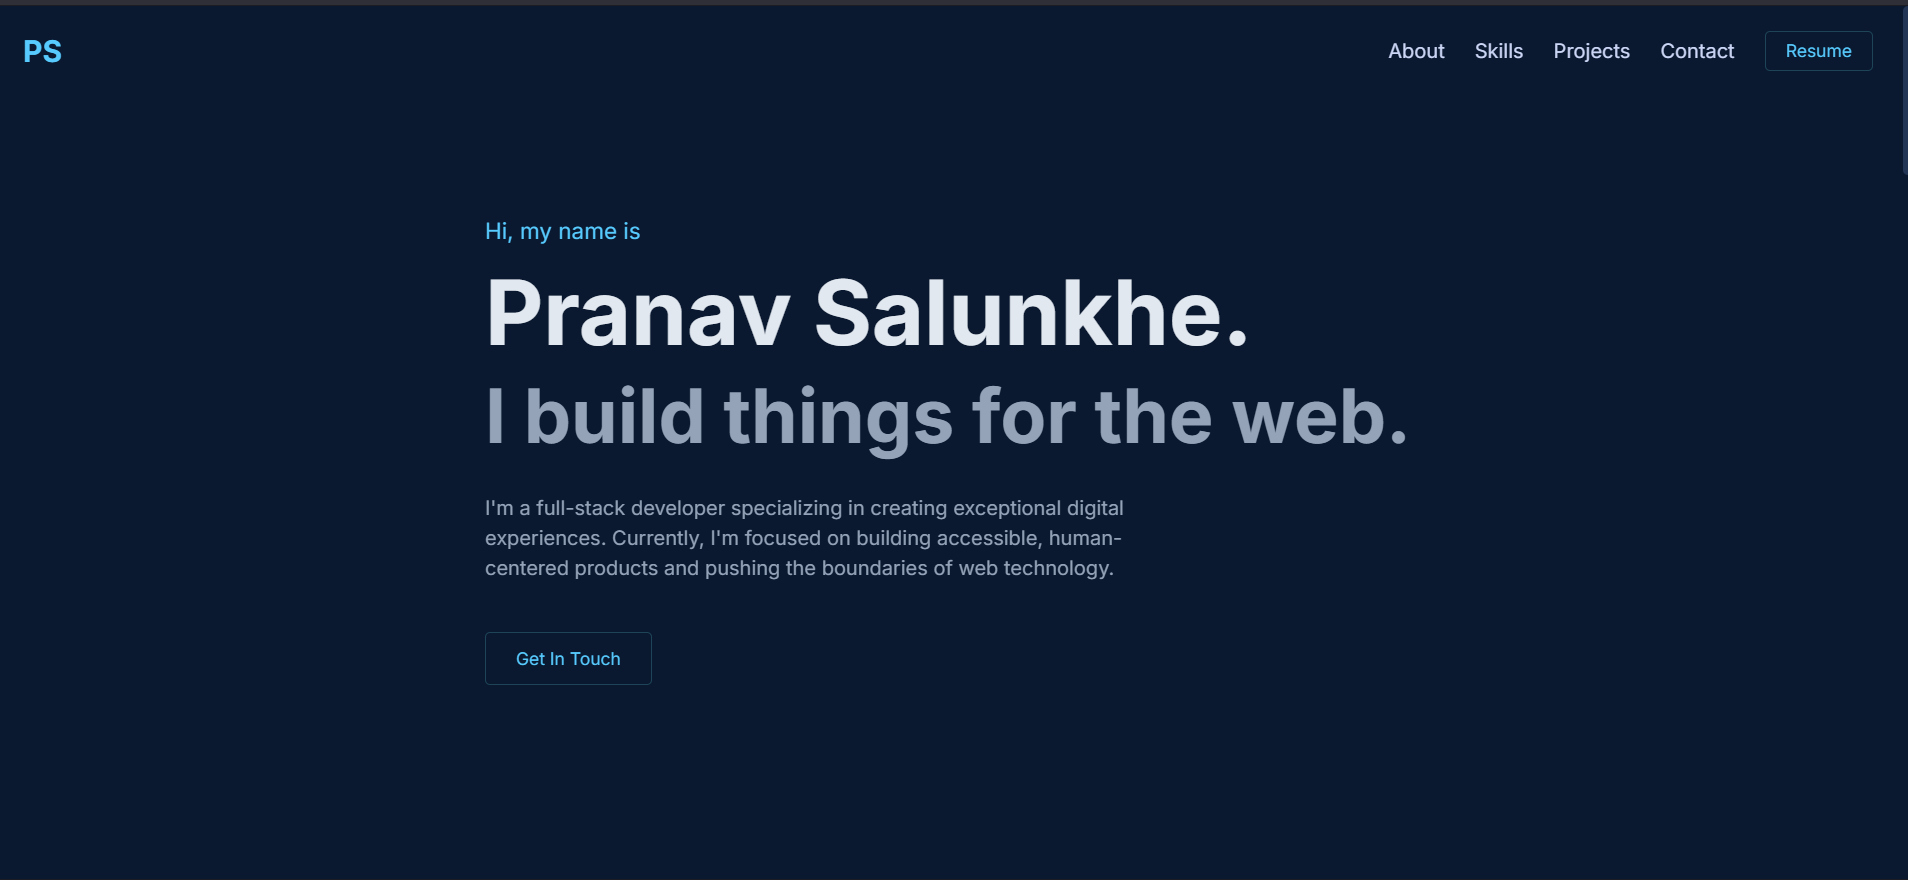 PS
About
Skills
Projects
Contact
Resume
Hi, my name is
Pranav Salunkhe.
I build things for the web.
I'm a full-stack developer specializing in creating exceptional digital
experiences. Currently, I'm focused on building accessible, human-
centered products and pushing the boundaries of web technology.
Get In Touch